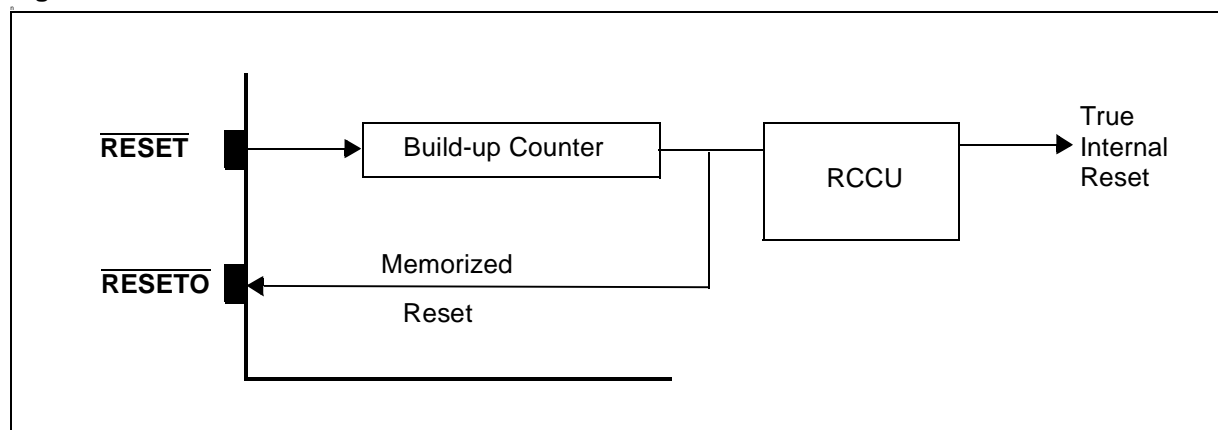 RESET
Build-up Counter
RCCU
True
Internal
Reset
RESETO
Memorized
Reset